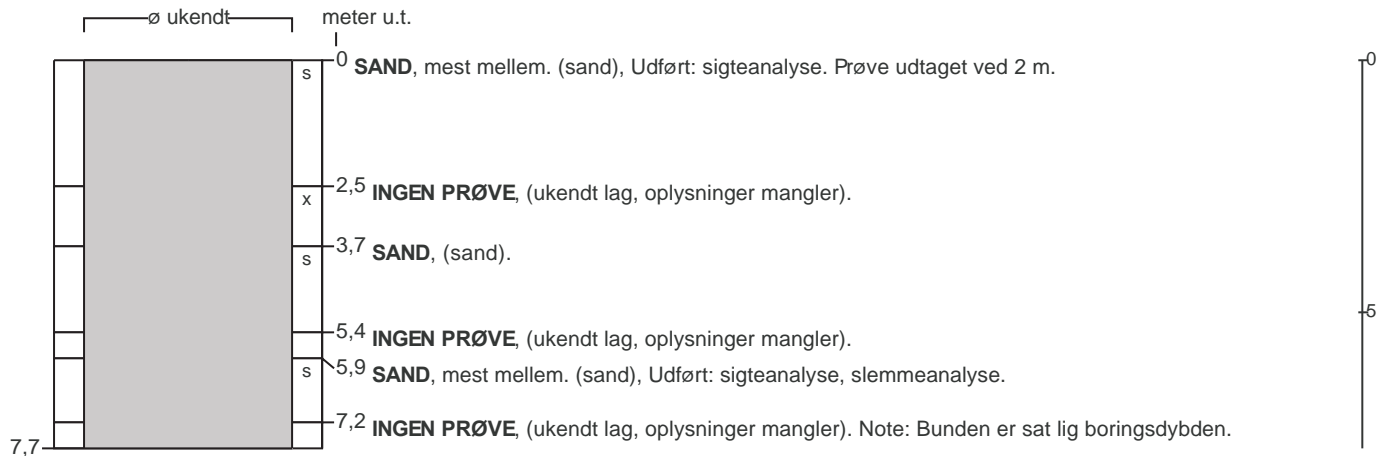 ø ukendt meter u.t.
0 SAND, mest mellem. (sand), Udført: sigteanalyse. Prøve udtaget ved 2 m. 0
s
2,5 INGEN PRØVE, (ukendt lag, oplysninger mangler).
x
3,7 SAND, (sand).
s
5
5,4 INGEN PRØVE, (ukendt lag, oplysninger mangler).
5,9 SAND, mest mellem. (sand), Udført: sigteanalyse, slemmeanalyse.
s
7,2 INGEN PRØVE, (ukendt lag, oplysninger mangler). Note: Bunden er sat lig boringsdybden.
7,7